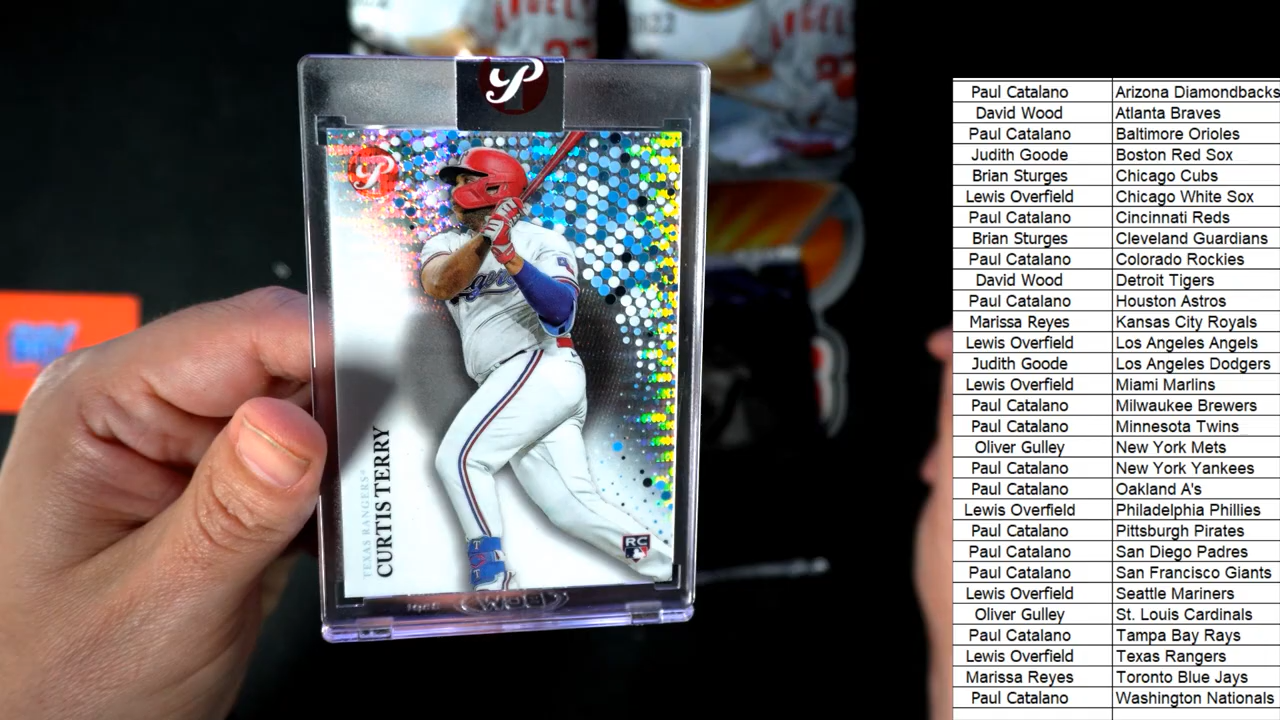 ANGELS
ANGELS
27
P
P
TEXAS RANGERS
CURTIS TERRY
RC
Paul Catalano Arizona Diamondbacks
David Wood Atlanta Braves
Paul Catalano Baltimore Orioles
Judith Goode Boston Red Sox
Brian Sturges Chicago Cubs
Lewis Overfield Chicago White Sox
Paul Catalano Cincinnati Reds
Brian Sturges Cleveland Guardians
Paul Catalano Colorado Rockies
David Wood Detroit Tigers
Paul Catalano Houston Astros
Marissa Reyes Kansas City Royals
Lewis Overfield Los Angeles Angels
Judith Goode Los Angeles Dodgers
Lewis Overfield Miami Marlins
Paul Catalano Milwaukee Brewers
Paul Catalano Minnesota Twins
Oliver Gulley New York Mets
Paul Catalano New York Yankees
Paul Catalano Oakland A's
Lewis Overfield Philadelphia Phillies
Paul Catalano Pittsburgh Pirates
Paul Catalano San Diego Padres
Paul Catalano San Francisco Giants
Lewis Overfield Seattle Mariners
Oliver Gulley St. Louis Cardinals
Paul Catalano Tampa Bay Rays
Lewis Overfield Texas Rangers
Marissa Reyes Toronto Blue Jays
Paul Catalano Washington Nationals